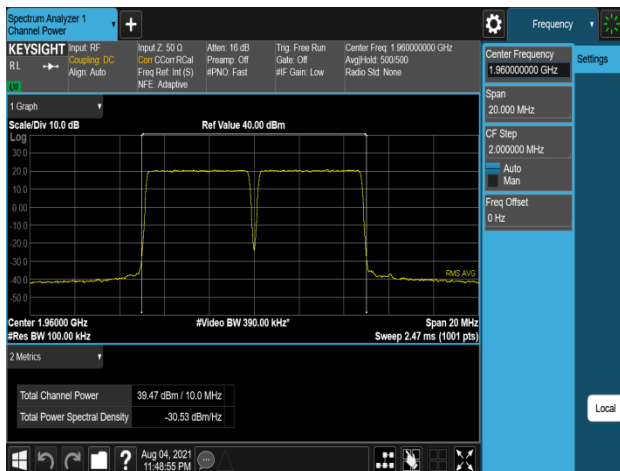 Spectrum Analyzer 1
Channel Power
+
Frequency
KEYSIGHT
RL
LXI
Input: RF
Coupling: DC
Align: Auto
Input Z: 50 Ω
Corr CCorr RCal
Freq Ref: Int (S)
NFE: Adaptive
Atten: 16 dB
Preamp: Off
#PNO: Fast
Trig: Free Run
Gate: Off
#IF Gain: Low
Center Freq: 1.960000000 GHz
Avg|Hold: 500/500
Radio Std: None
Center Frequency
1.960000000 GHz
Settings
Span
20.000 MHz
CF Step
2.000000 MHz
Auto
Man
Freq Offset
0 Hz
1 Graph
Scale/Div 10.0 dB
Ref Value 40.00 dBm
Log
30.0
20.0
10.0
0.00
-10.0
-20.0
-30.0
-40.0
-50.0
RMS AVG
Center 1.96000 GHz
#Video BW 390.00 kHz*
Span 20 MHz
#Res BW 100.00 kHz
Sweep 2.47 ms (1001 pts)
2 Metrics
Total Channel Power 39.47 dBm / 10.0 MHz
Total Power Spectral Density -30.53 dBm/Hz
Local
?
Aug 04, 2021
11:48:55 PM